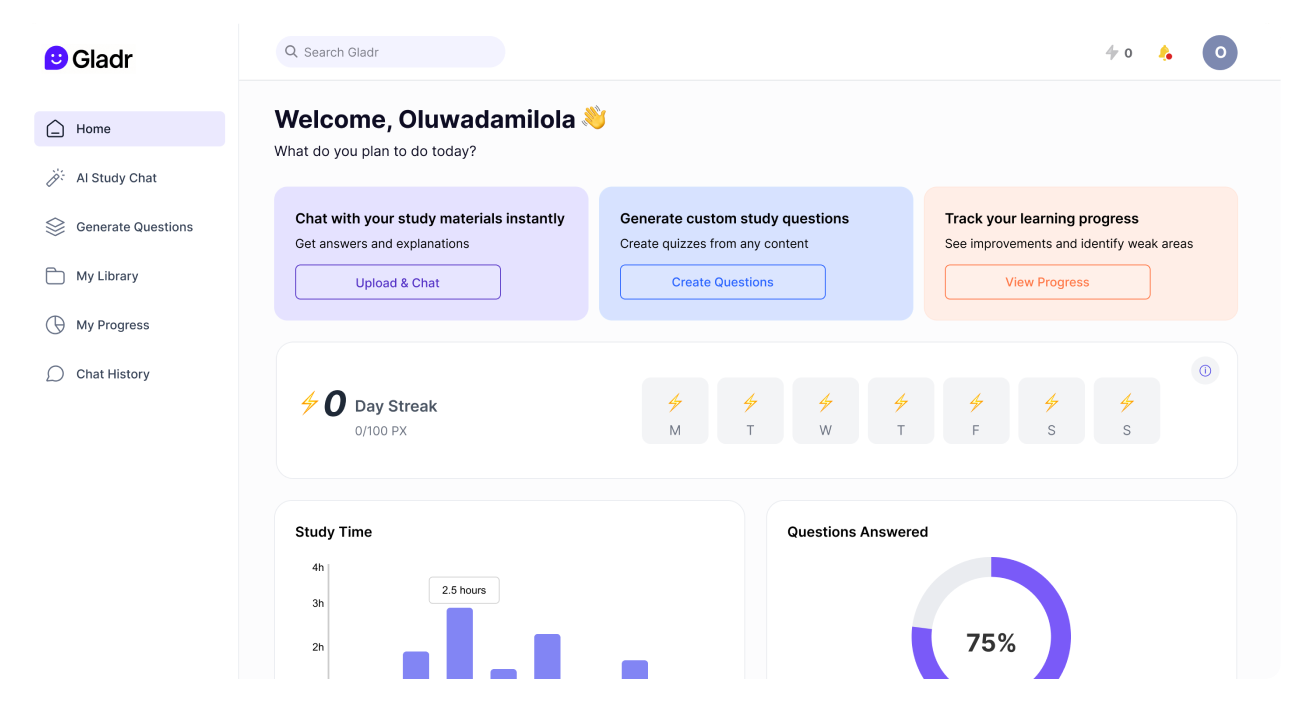 Gladr
Search Gladr
0
O
Home
AI Study Chat
Generate Questions
My Library
My Progress
Chat History
Welcome, Oluwadamilola 👋
What do you plan to do today?
Chat with your study materials instantly
Get answers and explanations
Upload & Chat
Generate custom study questions
Create quizzes from any content
Create Questions
Track your learning progress
See improvements and identify weak areas
View Progress
0 Day Streak
0/100 PX
M T W T F S S
Study Time
4h
2.5 hours
3h
2h
Questions Answered
75%